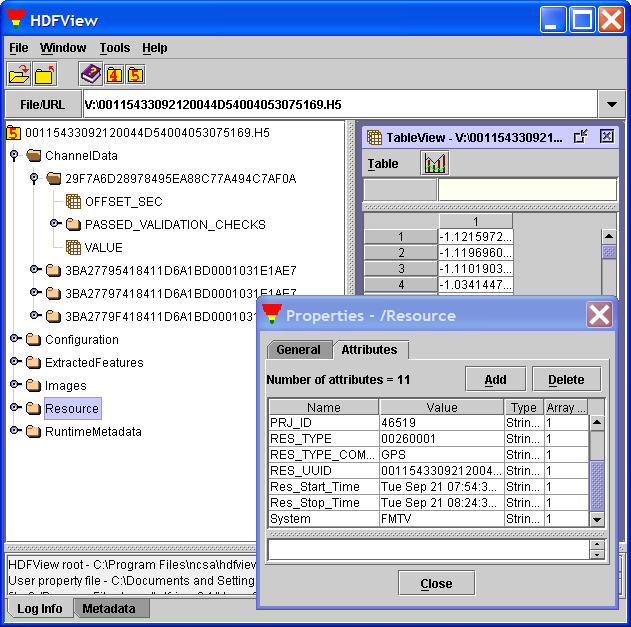 HDFView
File Window Tools Help
4 5
File/URL V:\00115433092120044D54004053075169.H5
5 00115433092120044D54004053075169.H5
ChannelData
29F7A6D28978495EA88C77A494C7AF0A
OFFSET_SEC
PASSED_VALIDATION_CHECKS
VALUE
3BA27795418411D6A1BD0001031E1AE7
3BA27797418411D6A1BD0001031E1AE7
3BA2779F418411D6A1BD0001031
Configuration
ExtractedFeatures
Images
Resource
RuntimeMetadata
TableView - V:\001154330921...
Table
1
1 -1.1215972...
2 -1.1196960...
3 -1.1101903...
4 -1.0341447...
Properties - /Resource
General Attributes
Number of attributes = 11 Add Delete
Name Value Type Array ...
PRJ_ID 46519 Strin... 1
RES_TYPE 00260001 Strin... 1
RES_TYPE_COM... GPS Strin... 1
RES_UUID 0011543309212004... Strin... 1
Res_Start_Time Tue Sep 21 07:54:3... Strin... 1
Res_Stop_Time Tue Sep 21 08:24:3... Strin... 1
System FMTV Strin... 1
Close
HDFView root - C:\Program Files\ncsa\hdfview
User property file - C:\Documents and Setting
Log Info Metadata